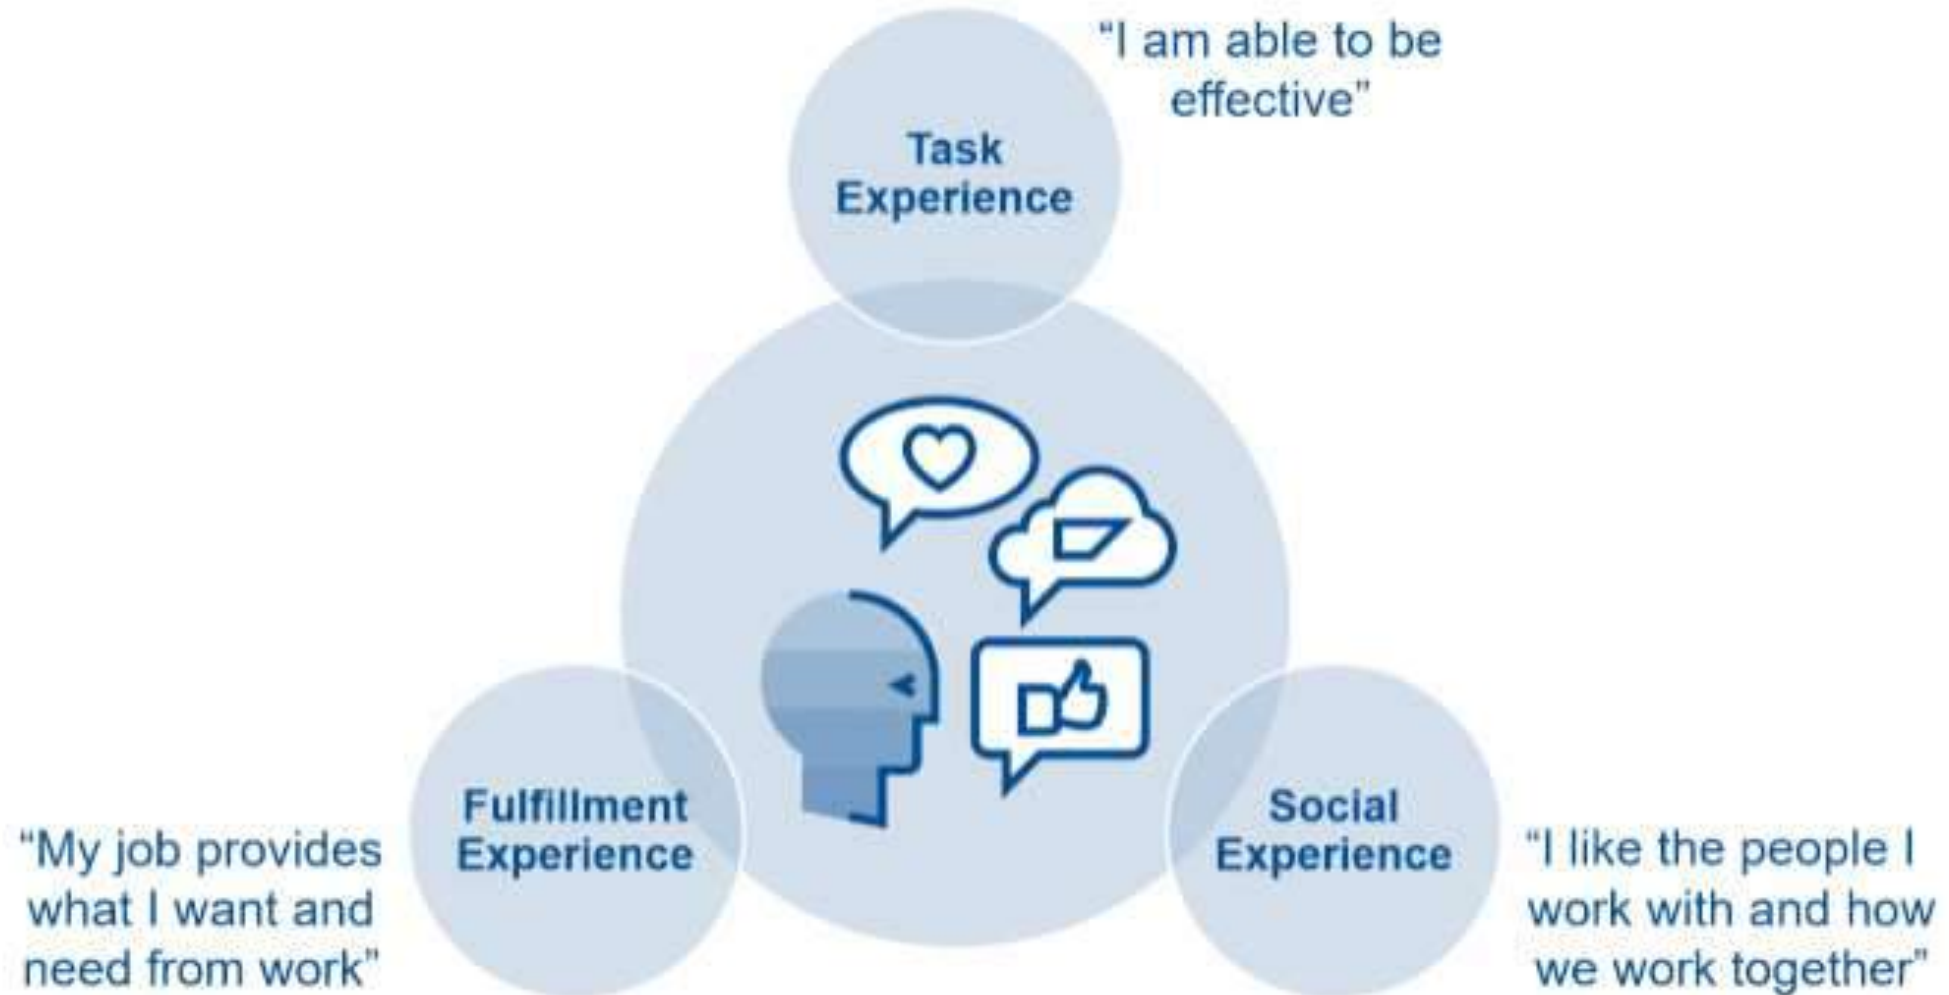 “I am able to be
effective”
Task
Experience
Fulfillment
Experience
“My job provides
what I want and
need from work”
Social
Experience
“I like the people I
work with and how
we work together”